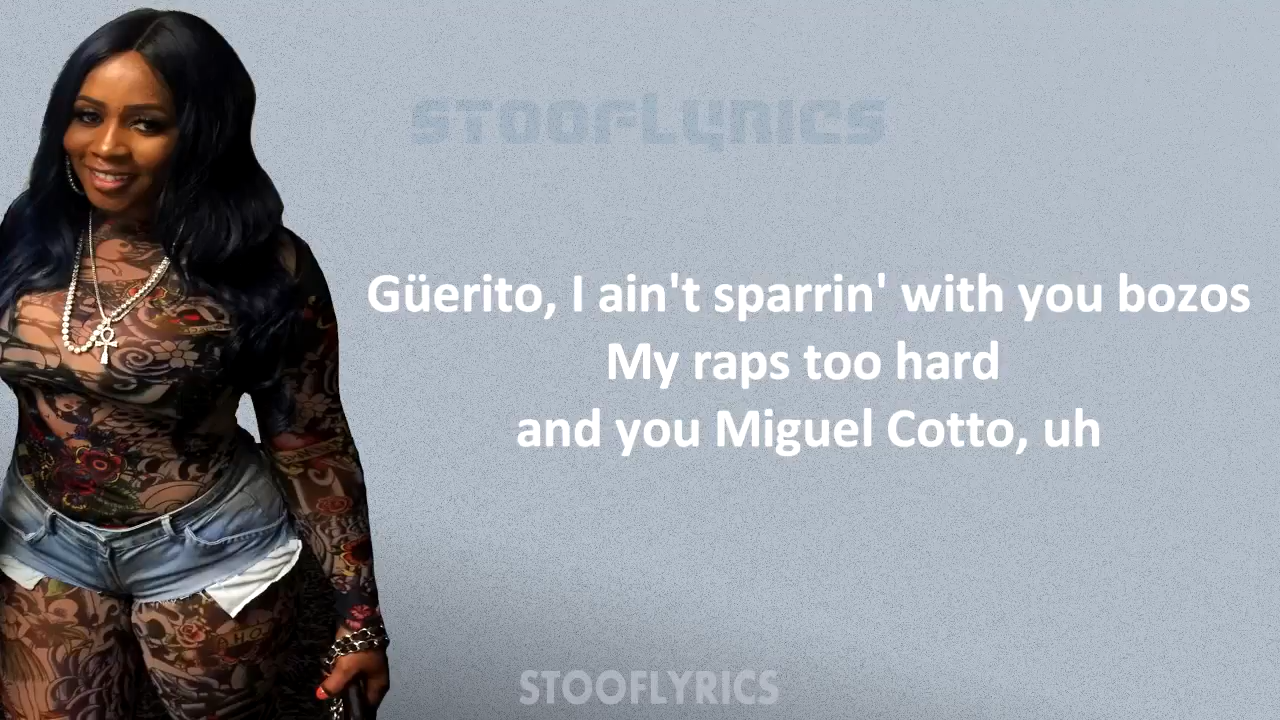 STOOFLYRICS
Güerito, I ain't sparrin' with you bozos
My raps too hard
and you Miguel Cotto, uh
STOOFLYRICS